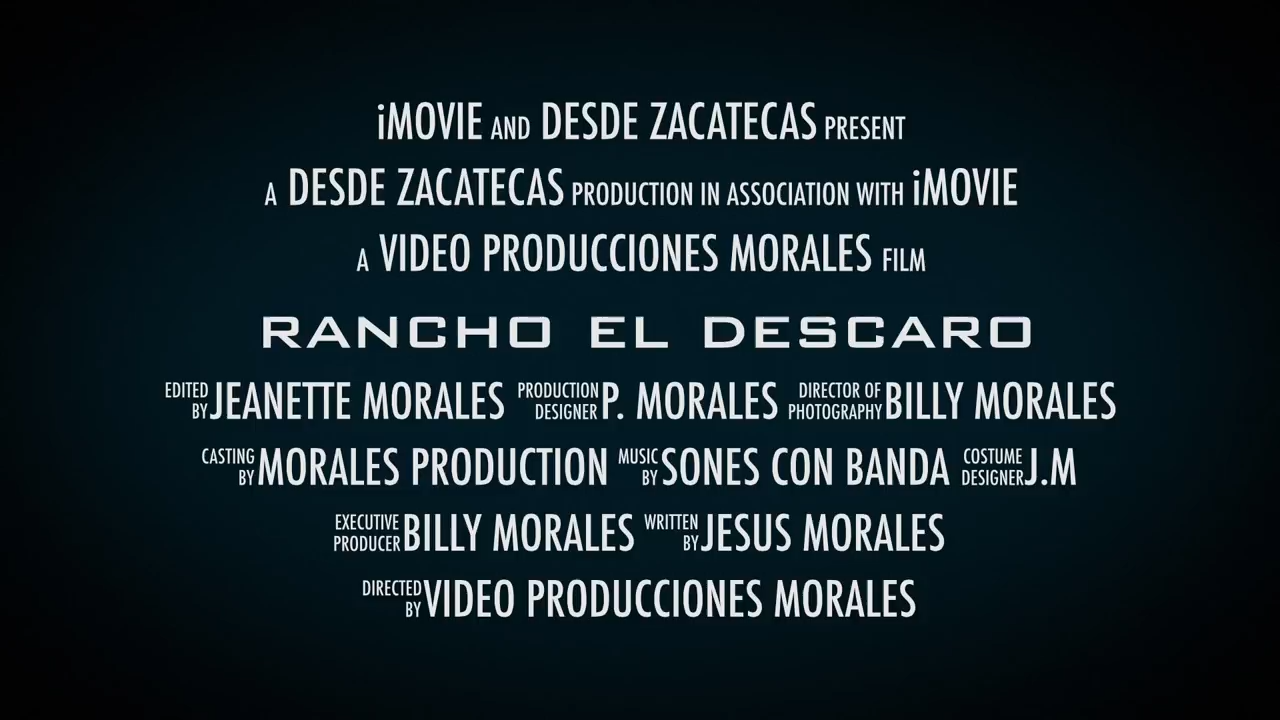 iMOVIE AND DESDE ZACATECAS PRESENT
A DESDE ZACATECAS PRODUCTION IN ASSOCIATION WITH iMOVIE
A VIDEO PRODUCCIONES MORALES FILM
RANCHO EL DESCARO
EDITED BY JEANETTE MORALES PRODUCTION DESIGNER P. MORALES DIRECTOR OF PHOTOGRAPHY BILLY MORALES
CASTING BY MORALES PRODUCTION MUSIC BY SONES CON BANDA COSTUME DESIGNER J.M
EXECUTIVE PRODUCER BILLY MORALES WRITTEN BY JESUS MORALES
DIRECTED BY VIDEO PRODUCCIONES MORALES